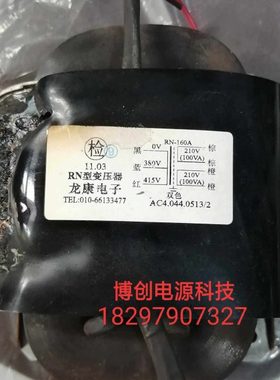 检
11.03
RN型变压器
龙康电子
TEL:010-66133477
RN-160A
黑 0V
蓝 380V
红 415V
210V 棕
(100VA) 棕
210V 橙
(100VA) 橙
双色
AC4.044.0513/2
博创电源科技
18297907327